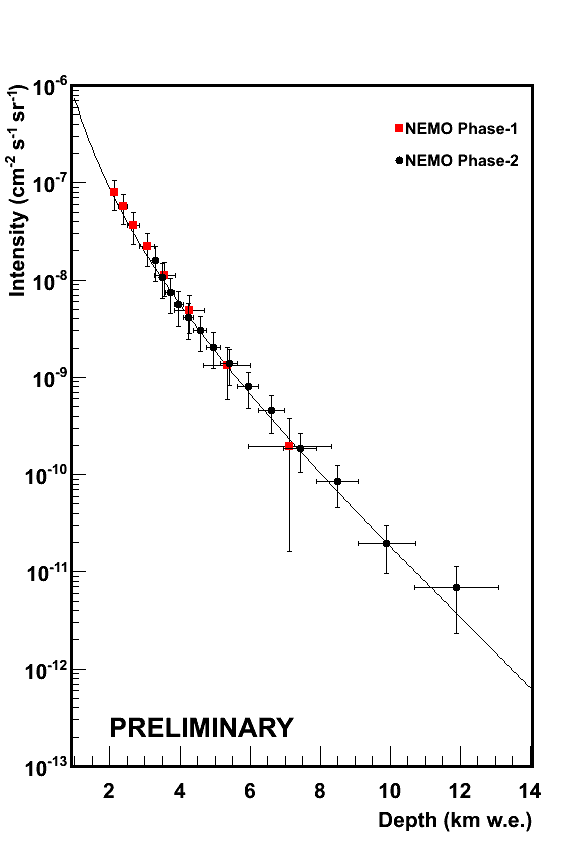 Intensity (cm⁻² s⁻¹ sr⁻¹)
10⁻⁶
10⁻⁷
10⁻⁸
10⁻⁹
10⁻¹⁰
10⁻¹¹
10⁻¹²
10⁻¹³
NEMO Phase-1
NEMO Phase-2
PRELIMINARY
2 4 6 8 10 12 14
Depth (km w.e.)